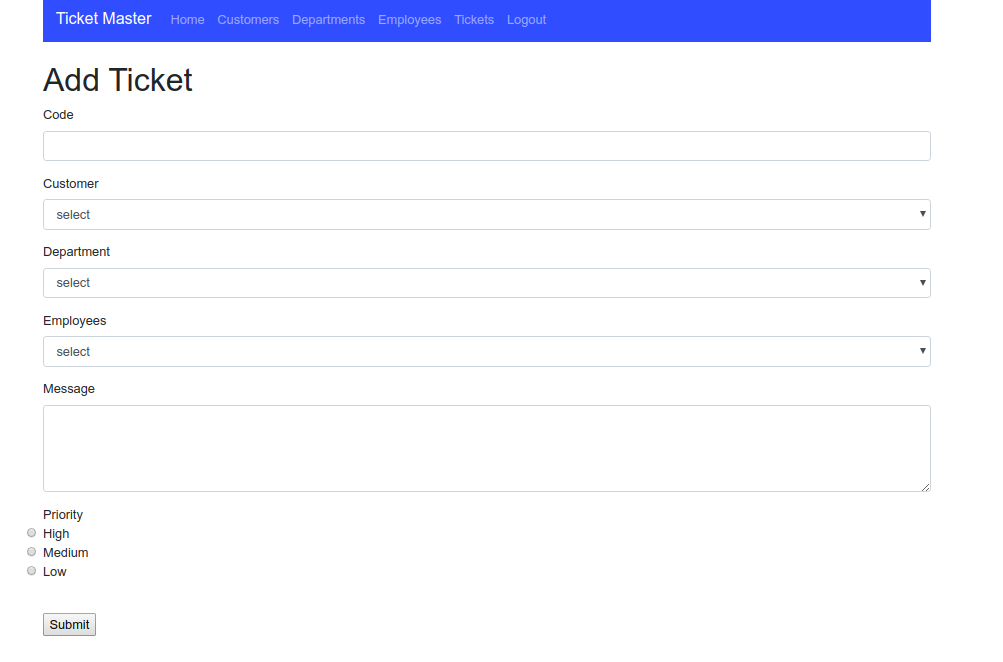 Ticket Master Home Customers Departments Employees Tickets Logout
Add Ticket
Code
Customer
select
Department
select
Employees
select
Message
Priority
High
Medium
Low
Submit